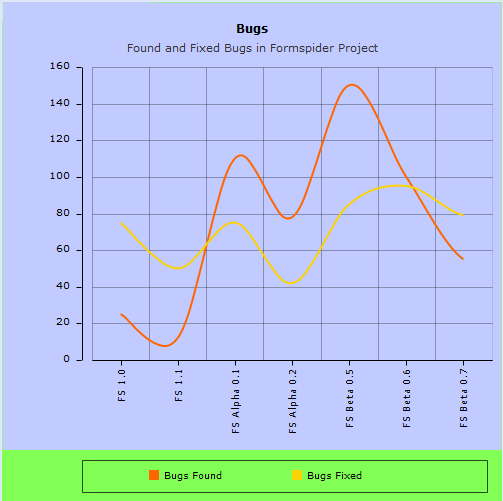 Bugs
Found and Fixed Bugs in Formspider Project
160
140
120
100
80
60
40
20
0
FS 1.0
FS 1.1
FS Alpha 0.1
FS Alpha 0.2
FS Beta 0.5
FS Beta 0.6
FS Beta 0.7
Bugs Found
Bugs Fixed